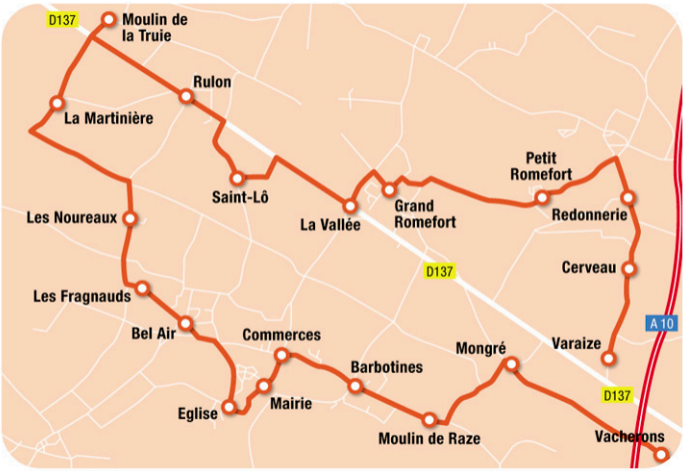 D137
Moulin de
la Truie
Rulon
La Martinière
Petit
Romefort
Saint-Lô
Grand
Romefort
Redonnerie
La Vallée
Les Noureaux
Cerveau
D137
Les Fragnauds
A 10
Bel Air
Commerces
Mongré
Varaize
Barbotines
D137
Eglise
Mairie
Moulin de Raze
Vacherons